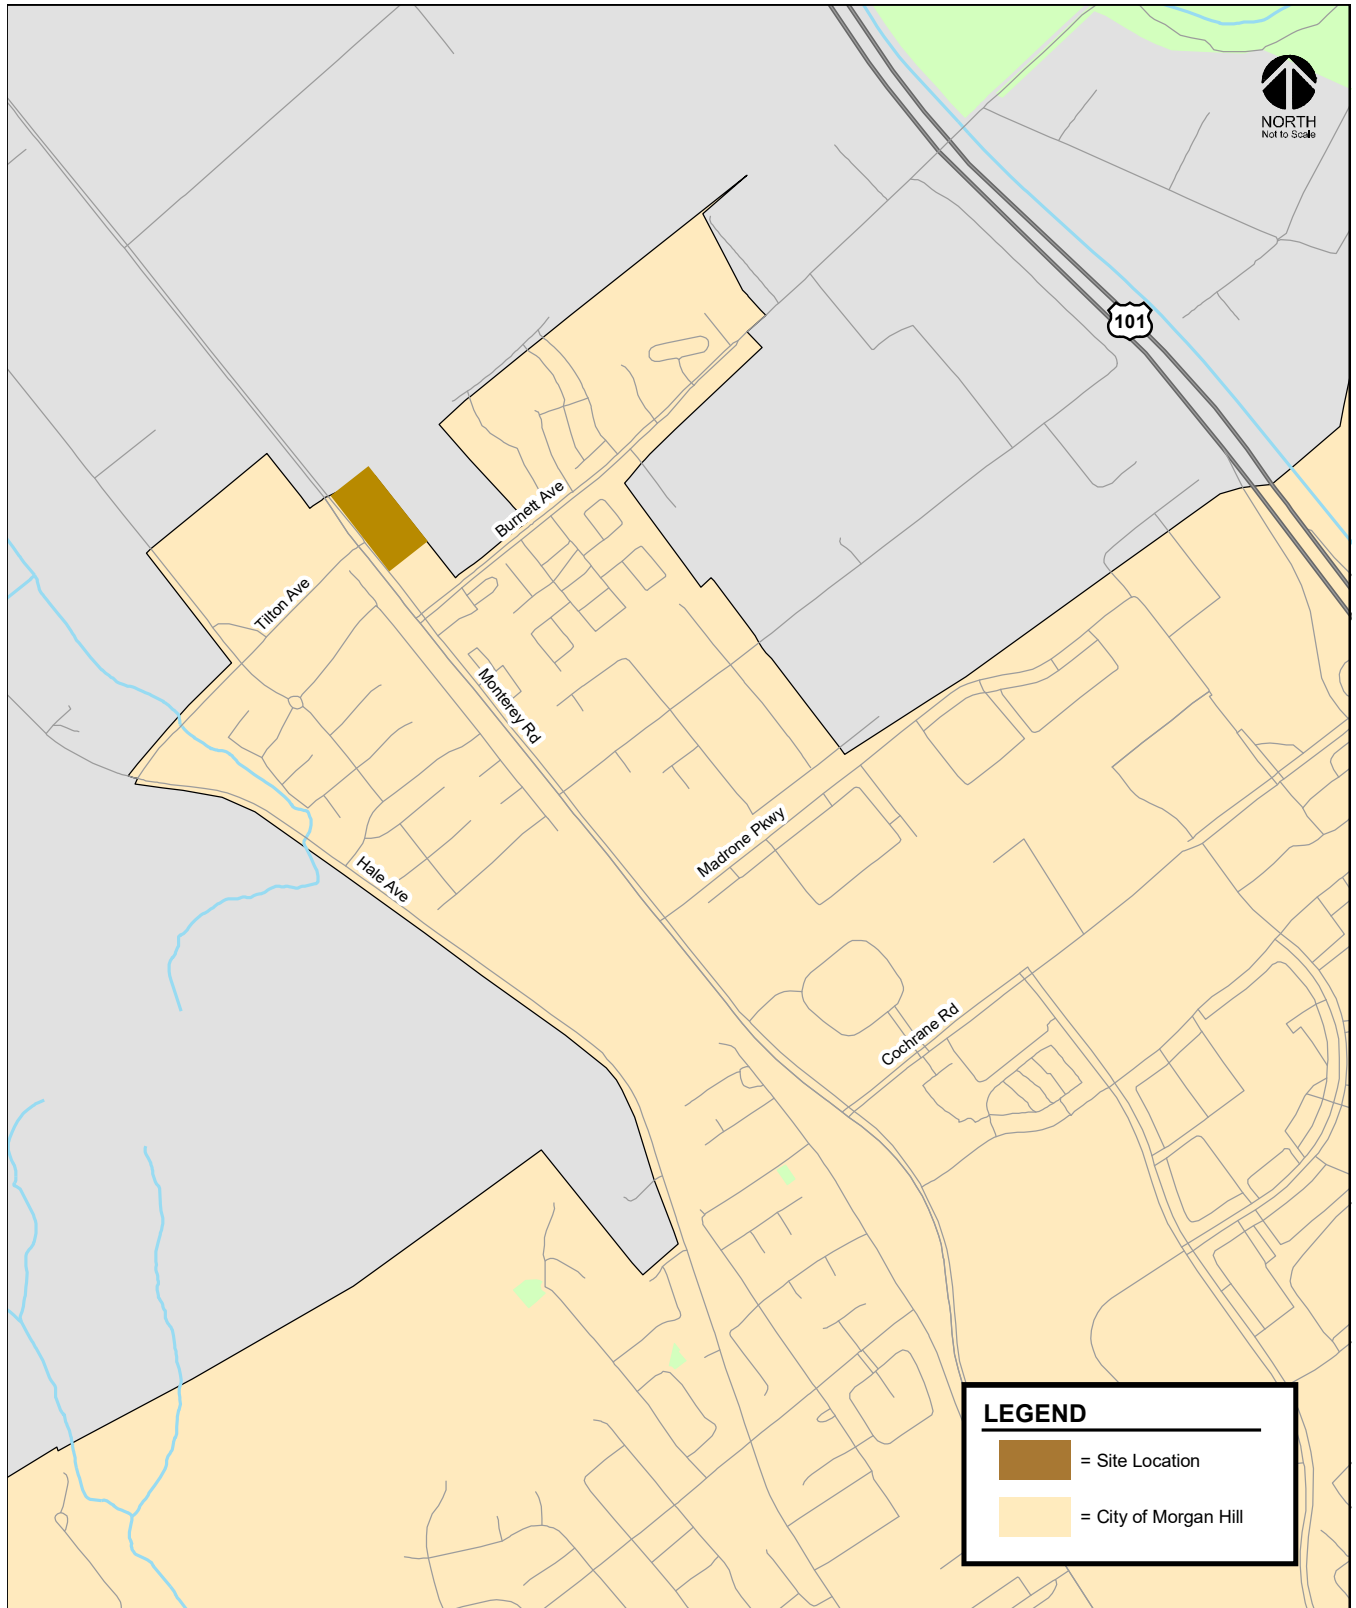 NORTH
Not to Scale
101
Burnett Ave
Tilton Ave
Monterey Rd
Madrone Pkwy
Hale Ave
Cochrane Rd
LEGEND
= Site Location
= City of Morgan Hill